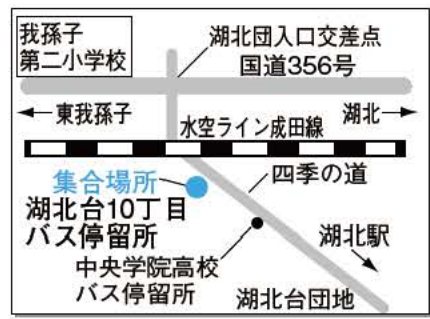 我孫子
第二小学校
湖北団入口交差点
国道356号
←東我孫子
湖北→
水空ライン成田線
集合場所
湖北台10丁目
バス停留所
四季の道
中央学院高校
バス停留所
湖北駅
湖北台団地